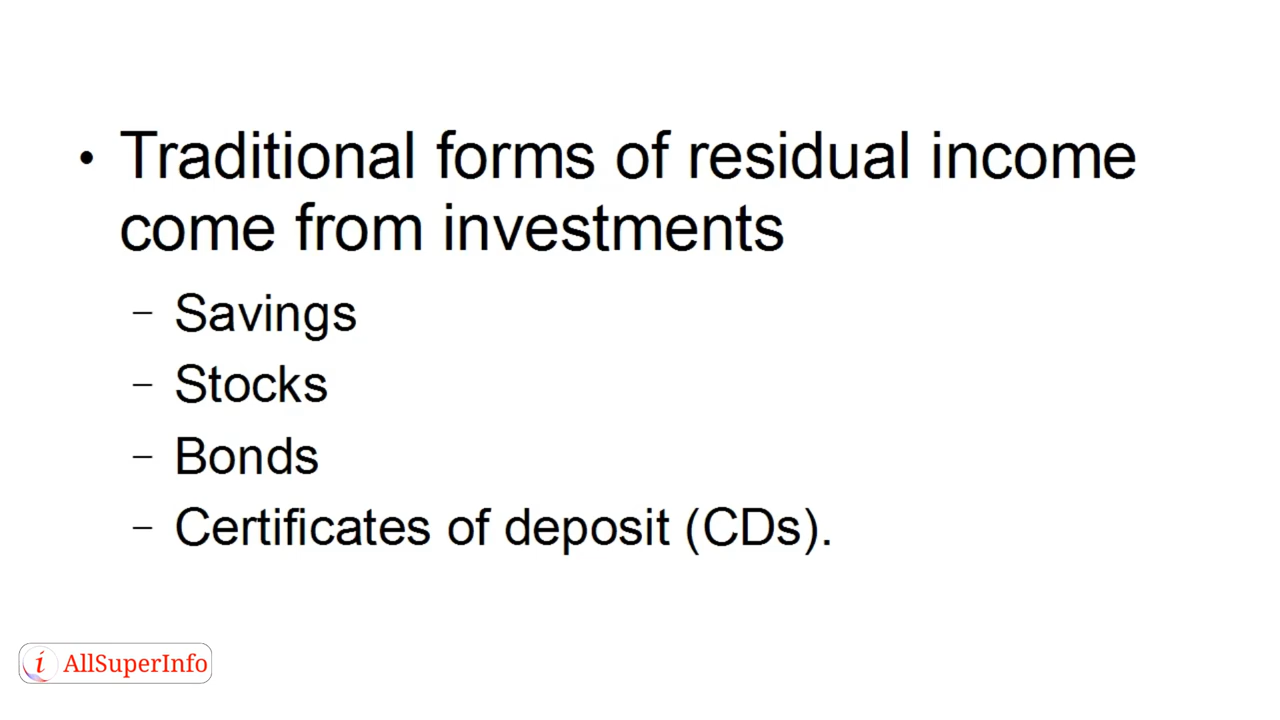 • Traditional forms of residual income
come from investments
– Savings
– Stocks
– Bonds
– Certificates of deposit (CDs).
i AllSuperInfo